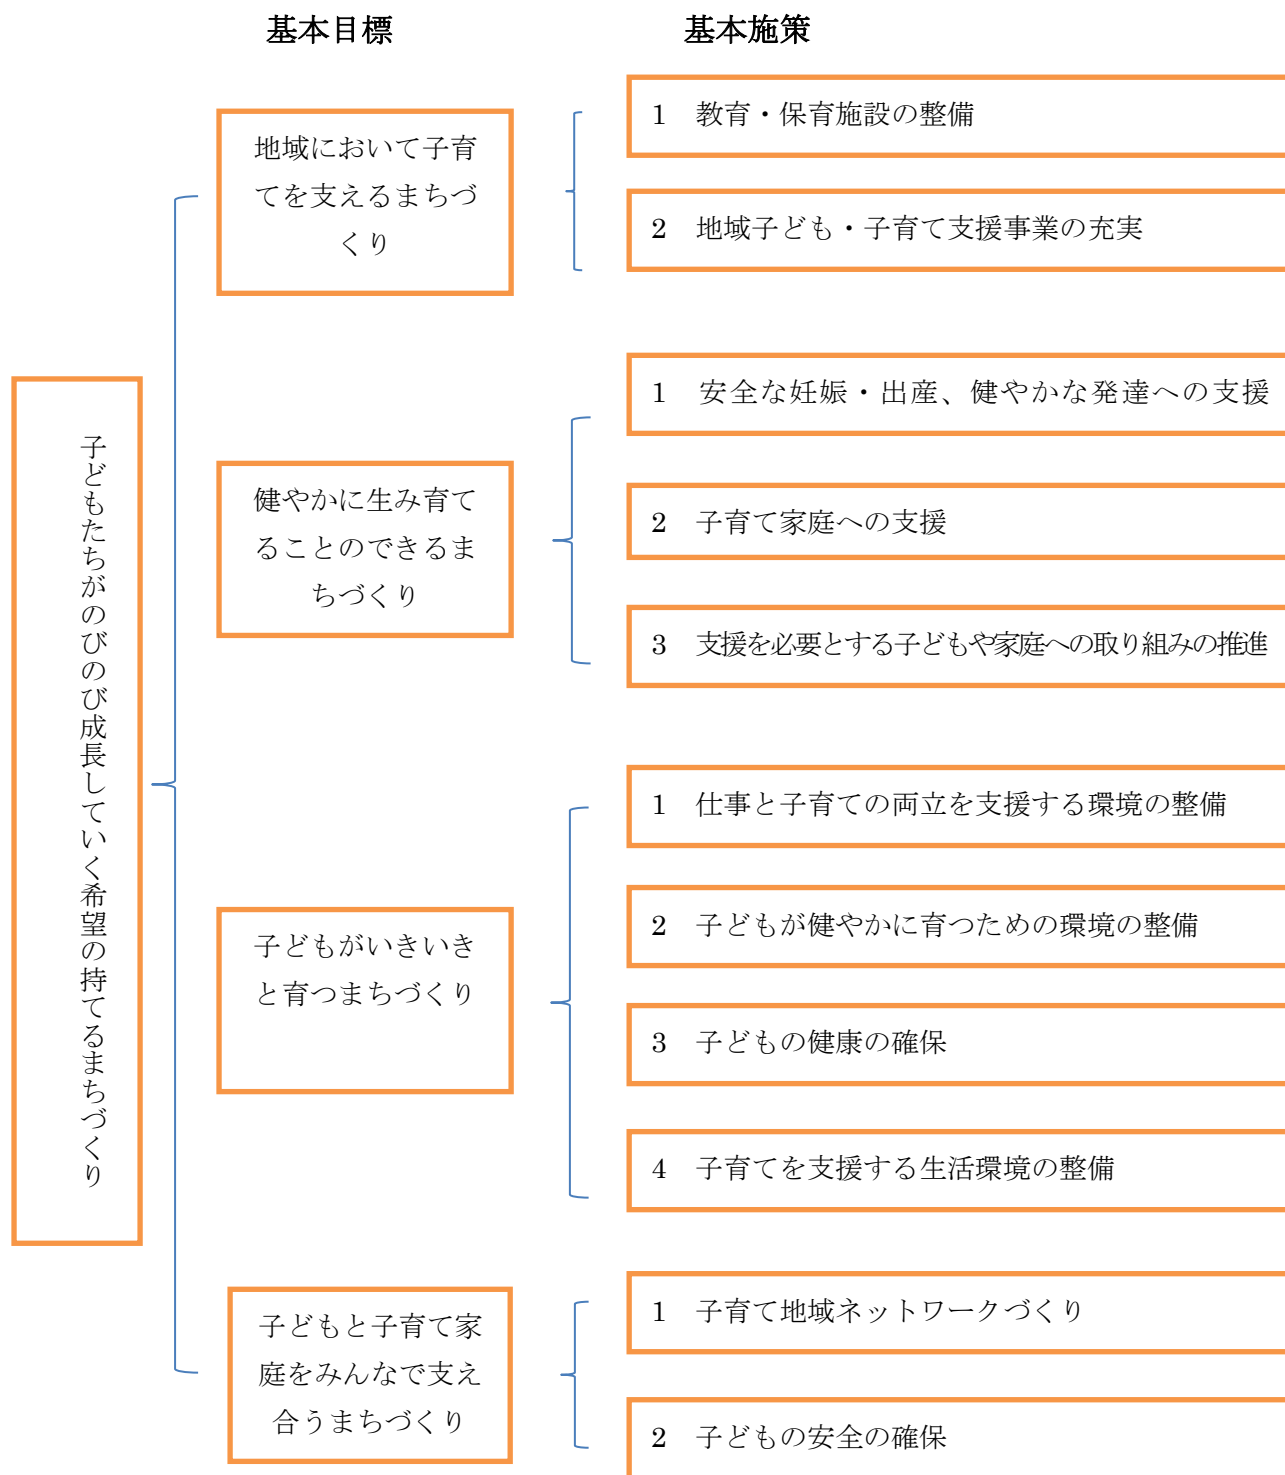 基本目標
基本施策
子どもたちがのびのび成長していく希望の持てるまちづくり
地域において子育
てを支えるまちづ
くり
1 教育・保育施設の整備
2 地域子ども・子育て支援事業の充実
健やかに生み育て
ることのできるま
ちづくり
1 安全な妊娠・出産、健やかな発達への支援
2 子育て家庭への支援
3 支援を必要とする子どもや家庭への取り組みの推進
子どもがいきいき
と育つまちづくり
1 仕事と子育ての両立を支援する環境の整備
2 子どもが健やかに育つための環境の整備
3 子どもの健康の確保
4 子育てを支援する生活環境の整備
子どもと子育て家
庭をみんなで支え
合うまちづくり
1 子育て地域ネットワークづくり
2 子どもの安全の確保